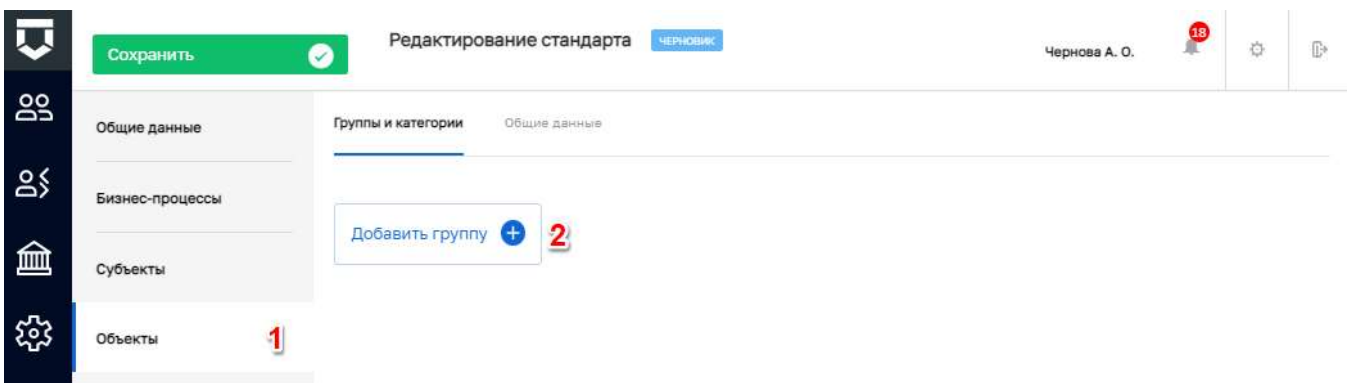 Сохранить
Редактирование стандарта
ЧЕРНОВИК
Чернова А. О.
18
Общие данные
Бизнес-процессы
Субъекты
Объекты
1
Группы и категории
Общие данные
Добавить группу
2